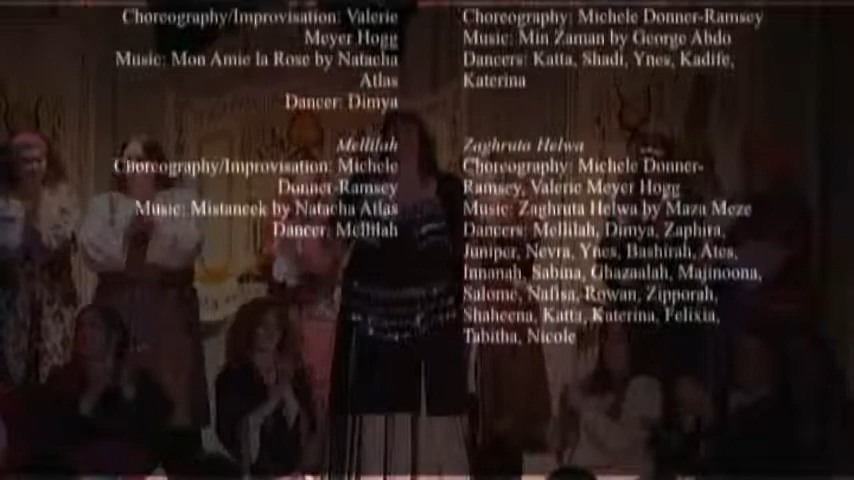 Choreography/Improvisation: Valerie
Meyer Hogg
Music: Mon Amie la Rose by Natacha
Atlas
Dancer: Dimya
Mellilah
Choreography/Improvisation: Michele
Donner-Ramsey
Music: Mistaneek by Natacha Atlas
Dancer: Mellilah
Choreography: Michele Donner-Ramsey
Music: Min Zaman by George Abdo
Dancers: Katta, Shadi, Ynes, Kadife,
Katerina
Zaghruta Helwa
Choreography: Michele Donner-
Ramsey, Valerie Meyer Hogg
Music: Zaghruta Helwa by Maza Meze
Dancers: Mellilah, Dimya, Zaphira,
Juniper, Nevra, Ynes, Bashirah, Ates,
Imanah, Sabina, Ghazaalah, Majinoona,
Salome, Nafisa, Rowan, Zipporah,
Shaheena, Katta, Katerina, Felixia,
Tabitha, Nicole